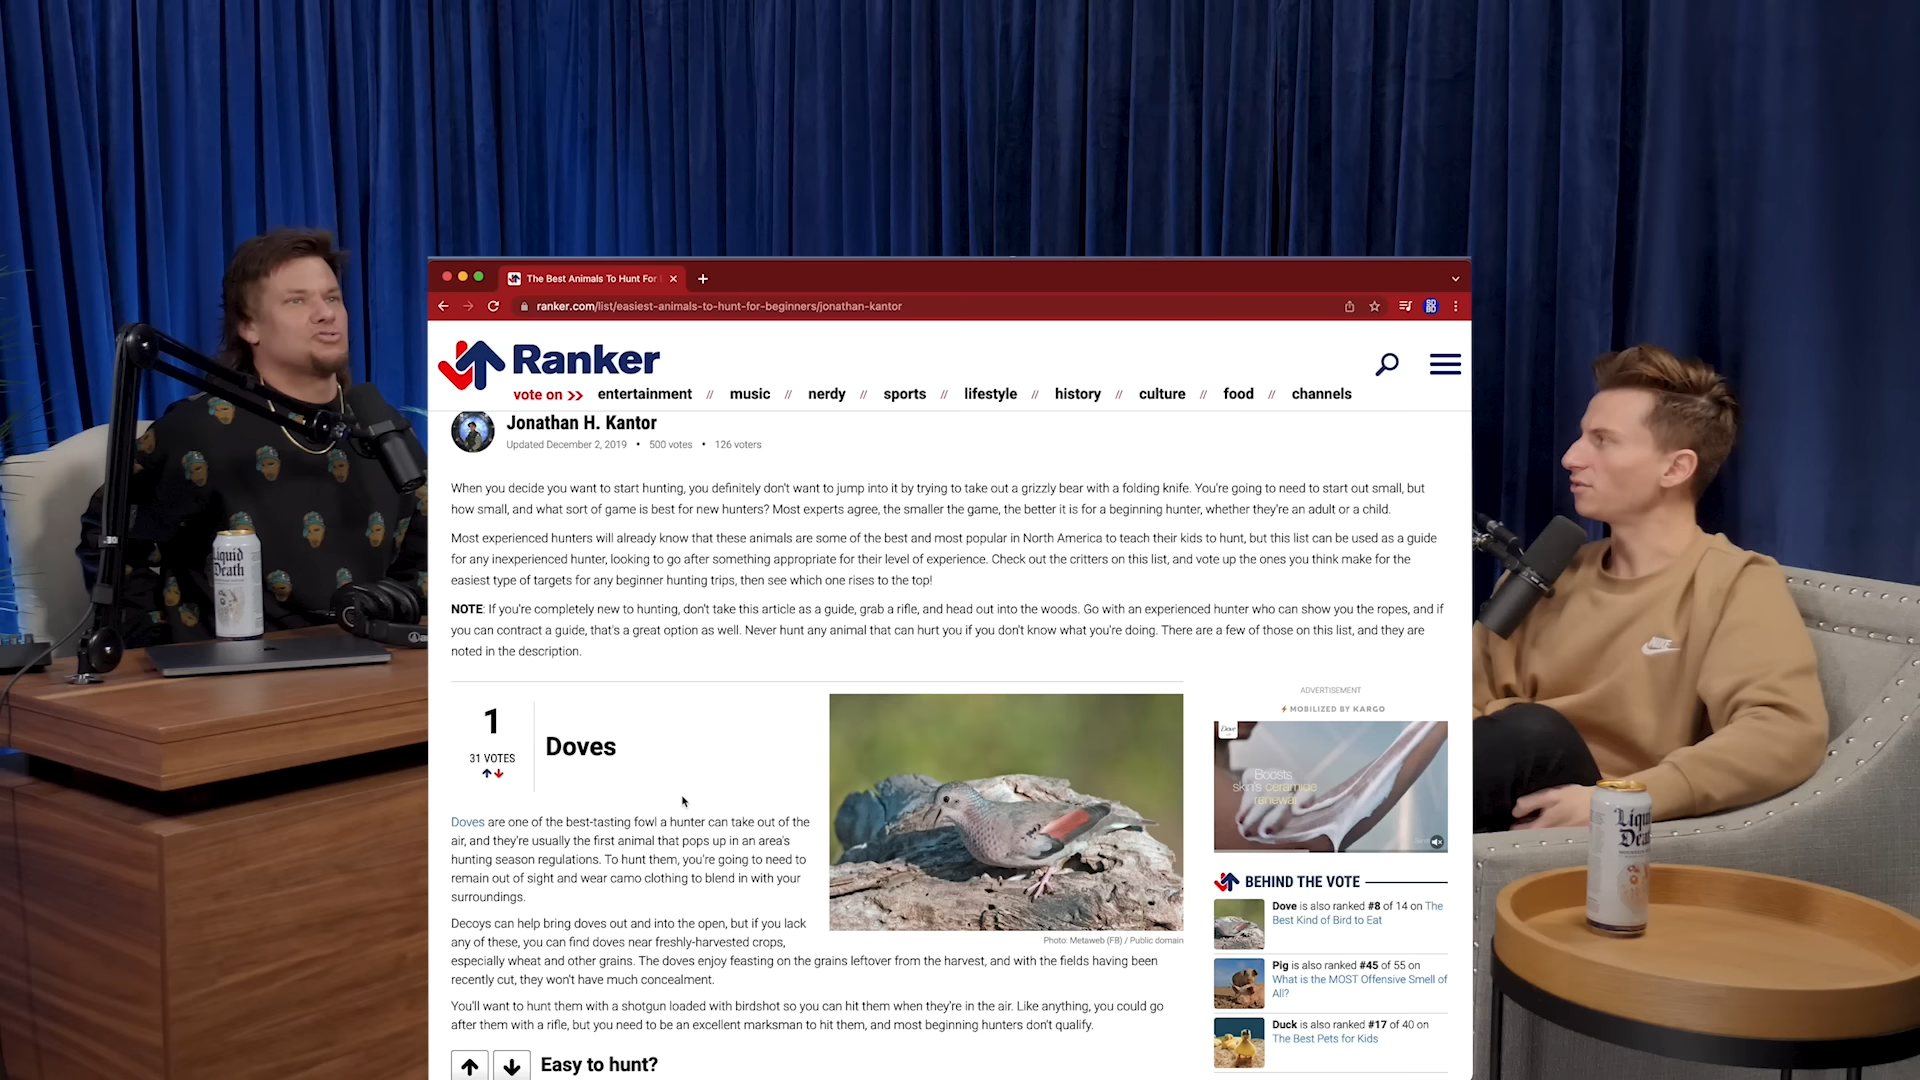 The Best Animals To Hunt For
ranker.com/list/easiest-animals-to-hunt-for-beginners/jonathan-kantor
Ranker
vote on >> entertainment // music // nerdy // sports // lifestyle // history // culture // food // channels
Jonathan H. Kantor
Updated December 2, 2019 • 500 votes • 126 voters
When you decide you want to start hunting, you definitely don't want to jump into it by trying to take out a grizzly bear with a folding knife. You're going to need to start out small, but
how small, and what sort of game is best for new hunters? Most experts agree, the smaller the game, the better it is for a beginning hunter, whether they're an adult or a child.
Most experienced hunters will already know that these animals are some of the best and most popular in North America to teach their kids to hunt, but this list can be used as a guide
for any inexperienced hunter, looking to go after something appropriate for their level of experience. Check out the critters on this list, and vote up the ones you think make for the
easiest type of targets for any beginner hunting trips, then see which one rises to the top!
NOTE: If you're completely new to hunting, don't take this article as a guide, grab a rifle, and head out into the woods. Go with an experienced hunter who can show you the ropes, and if
you can contract a guide, that's a great option as well. Never hunt any animal that can hurt you if you don't know what you're doing. There are a few of those on this list, and they are
noted in the description.
1
31 VOTES
Doves
Doves are one of the best-tasting fowl a hunter can take out of the
air, and they're usually the first animal that pops up in an area's
hunting season regulations. To hunt them, you're going to need to
remain out of sight and wear camo clothing to blend in with your
surroundings.
Photo: Metaweb (FB) / Public domain
Decoys can help bring doves out and into the open, but if you lack
any of these, you can find doves near freshly-harvested crops,
especially wheat and other grains. The doves enjoy feasting on the grains leftover from the harvest, and with the fields having been
recently cut, they won't have much concealment.
You'll want to hunt them with a shotgun loaded with birdshot so you can hit them when they're in the air. Like anything, you could go
after them with a rifle, but you need to be an excellent marksman to hit them, and most beginning hunters don't qualify.
Easy to hunt?
ADVERTISEMENT
MOBILIZED BY KARGO
Dove
Boosts
skin's ceramide
renewal
BEHIND THE VOTE
Dove is also ranked #8 of 14 on The
Best Kind of Bird to Eat
Pig is also ranked #45 of 55 on
What is the MOST Offensive Smell of
All?
Duck is also ranked #17 of 40 on
The Best Pets for Kids
Liquid
Death
NIKE
Liquid
Death